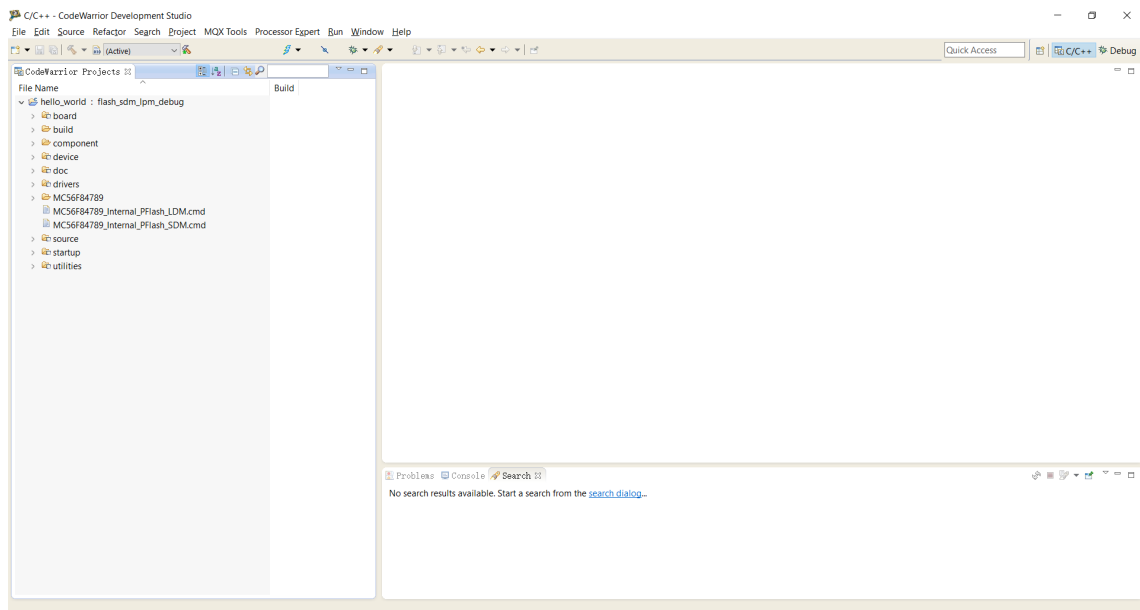 C/C++ - CodeWarrior Development Studio
File Edit Source Refactor Search Project MQX Tools Processor Expert Run Window Help
(Active)
Quick Access
C/C++
Debug
CodeWarrior Projects
File Name
Build
hello_world : flash_sdm_lpm_debug
board
build
component
device
doc
drivers
MC56F84789
MC56F84789_Internal_PFlash_LDM.cmd
MC56F84789_Internal_PFlash_SDM.cmd
source
startup
utilities
Problems Console Search
No search results available. Start a search from the search dialog...